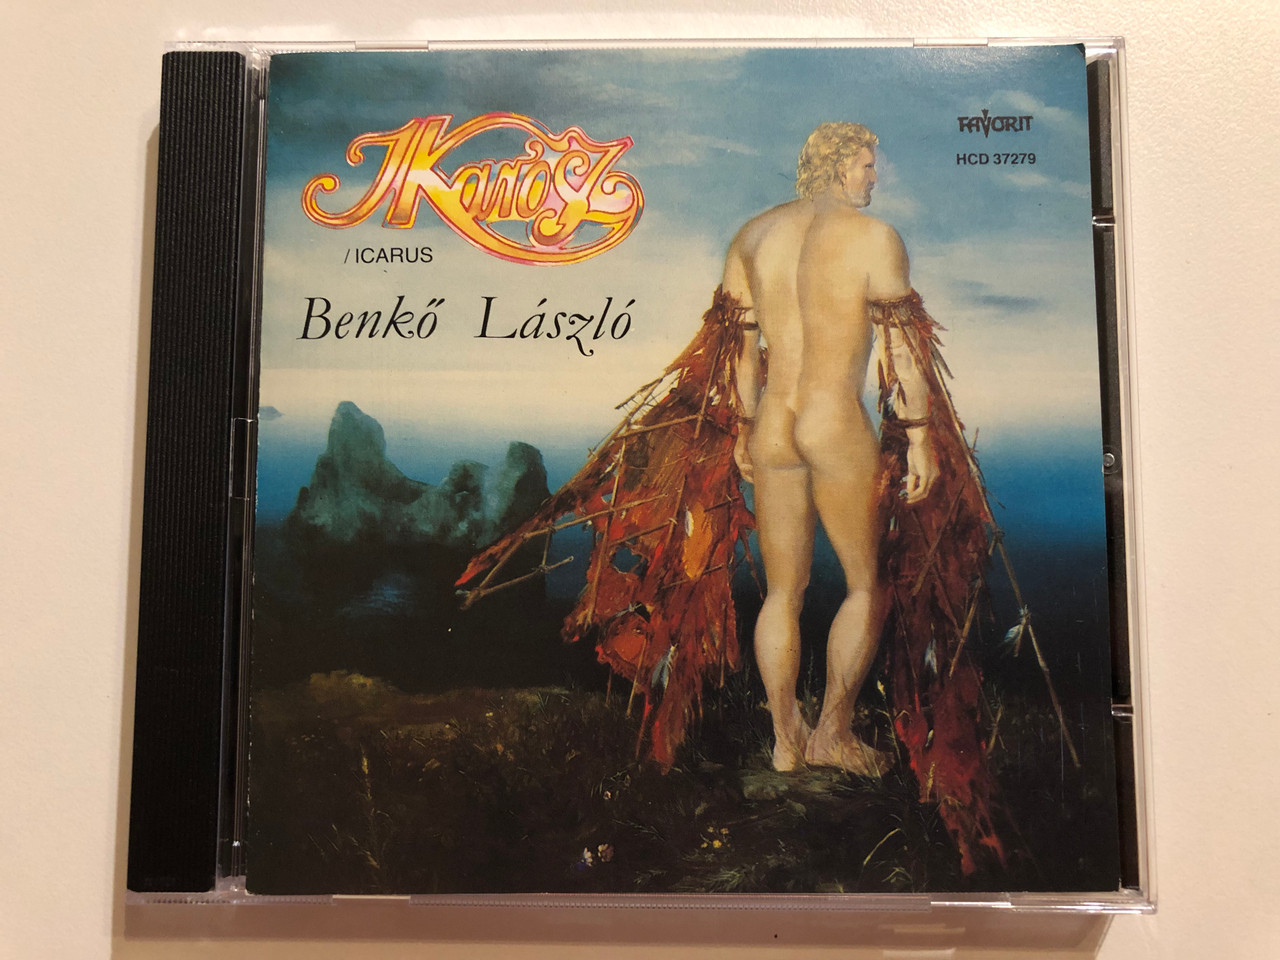 Ikarosz
/ICARUS
Benkő László
FAVORIT
HCD 37279